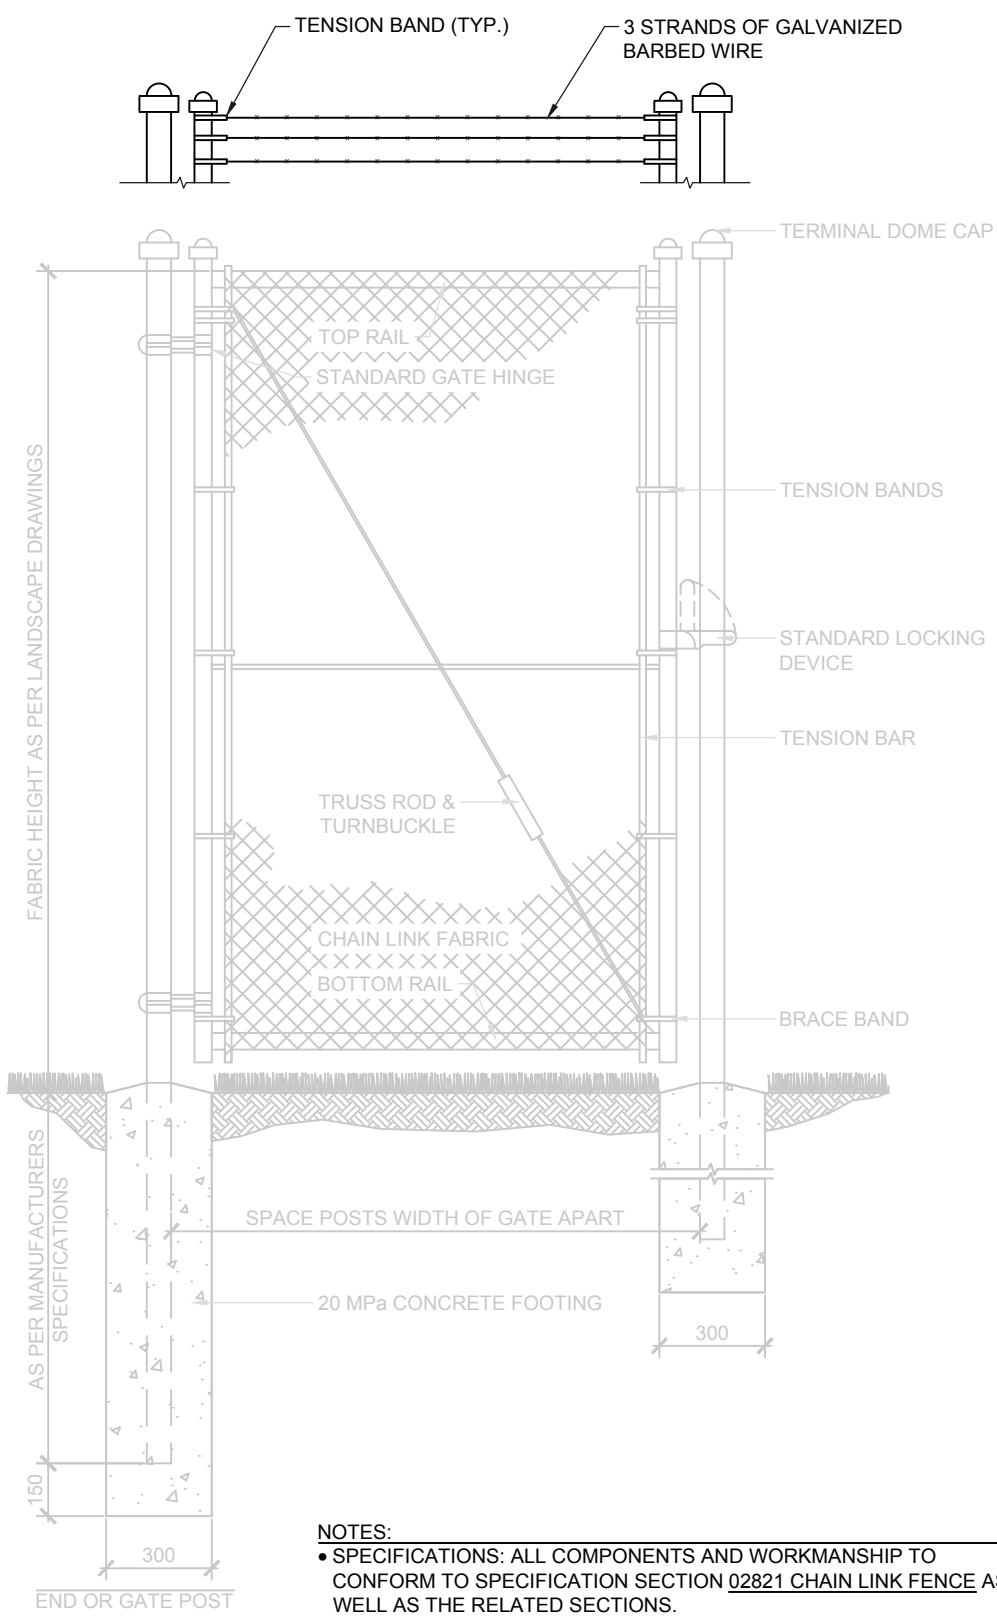 TENSION BAND (TYP.)
3 STRANDS OF GALVANIZED
BARBED WIRE
TERMINAL DOME CAP
TOP RAIL
STANDARD GATE HINGE
FABRIC HEIGHT AS PER LANDSCAPE DRAWINGS
TENSION BANDS
STANDARD LOCKING
DEVICE
TENSION BAR
TRUSS ROD &
TURNBUCKLE
CHAIN LINK FABRIC
BOTTOM RAIL
BRACE BAND
AS PER MANUFACTURERS
SPECIFICATIONS
SPACE POSTS WIDTH OF GATE APART
20 MPa CONCRETE FOOTING
300
150
300
END OR GATE POST
NOTES:
• SPECIFICATIONS: ALL COMPONENTS AND WORKMANSHIP TO
CONFORM TO SPECIFICATION SECTION 02821 CHAIN LINK FENCE AS
WELL AS THE RELATED SECTIONS.